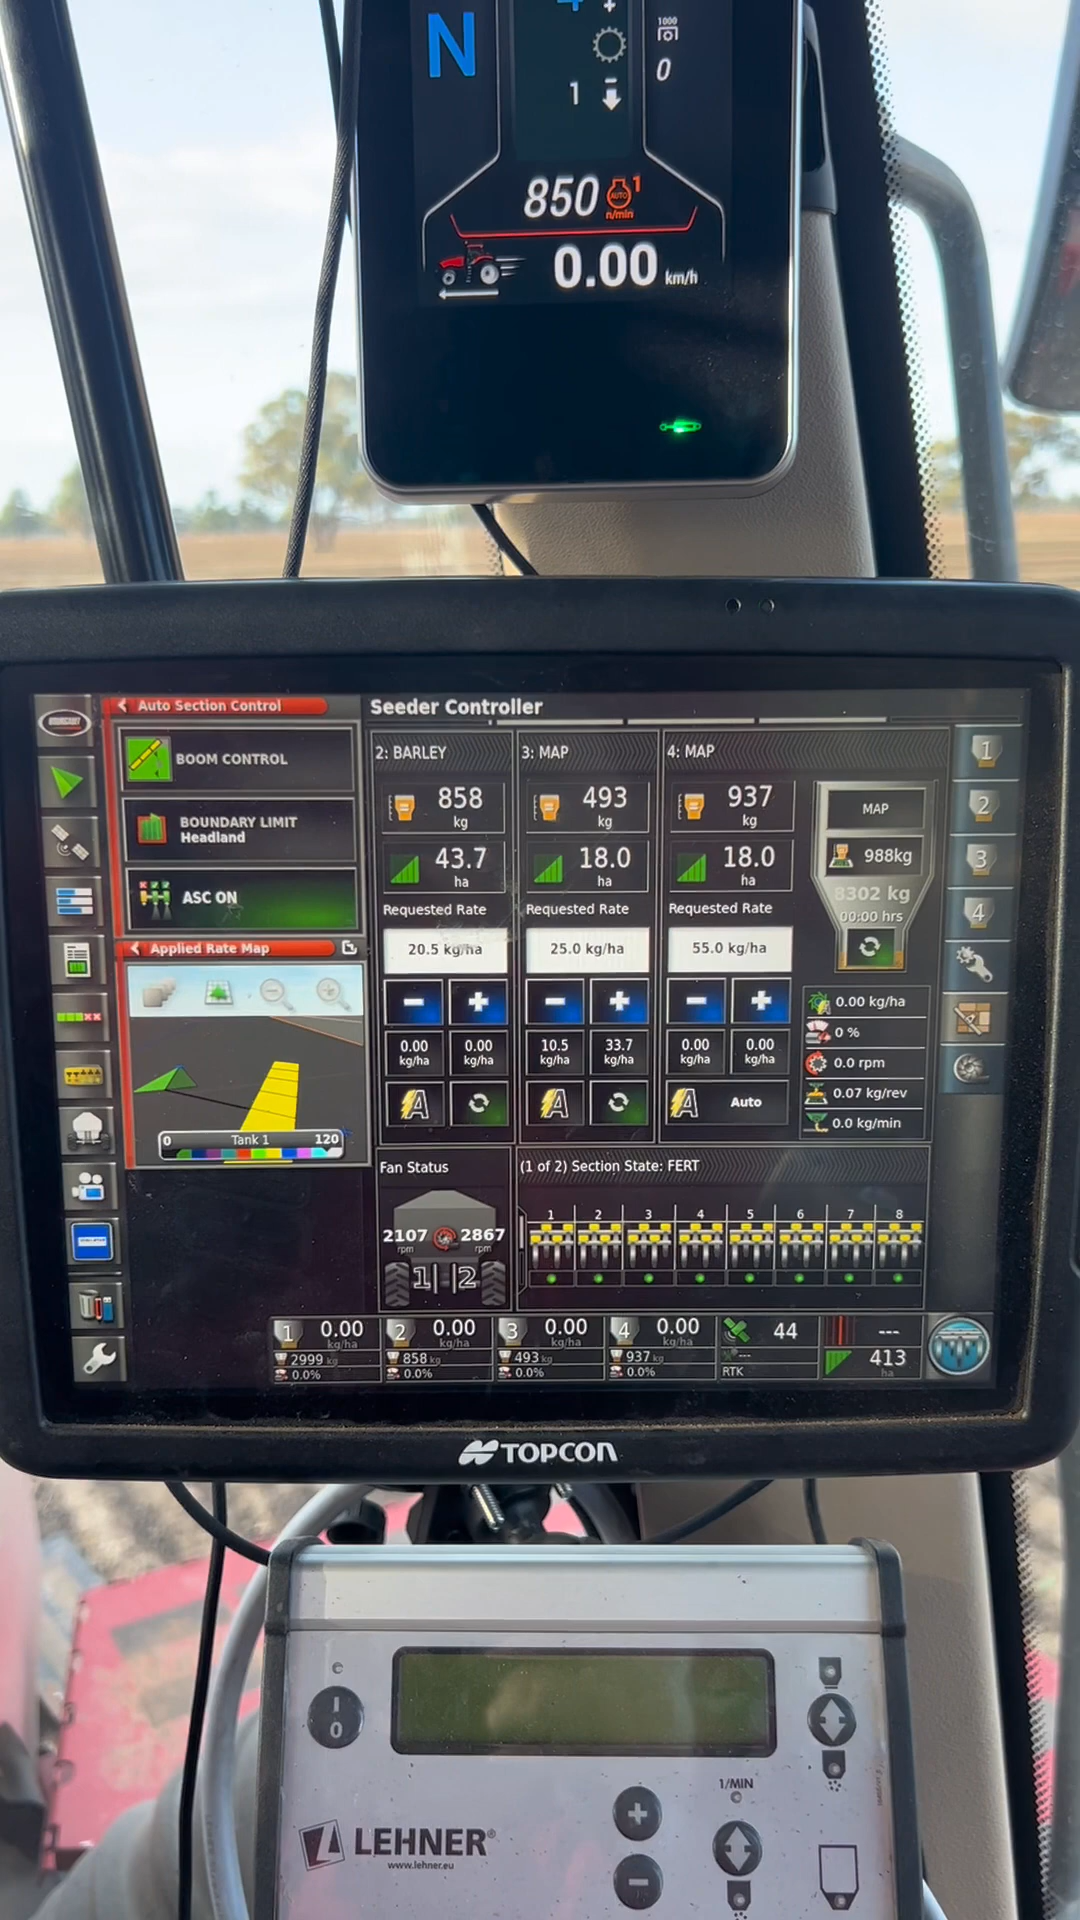 N
+
1000
0
1
850
AUTO
1
n/min
0.00 km/h
Auto Section Control
Seeder Controller
BOOM CONTROL
BOUNDARY LIMIT
Headland
ASC ON
Applied Rate Map
0 Tank 1 120
2: BARLEY
858
kg
43.7
ha
Requested Rate
20.5 kg/ha
0.00 kg/ha
0.00 kg/ha
A
3: MAP
493
kg
18.0
ha
Requested Rate
25.0 kg/ha
10.5 kg/ha
33.7 kg/ha
A
4: MAP
937
kg
18.0
ha
Requested Rate
55.0 kg/ha
0.00 kg/ha
0.00 kg/ha
A Auto
MAP
988kg
8302 kg
00:00 hrs
0.00 kg/ha
0 %
0.0 rpm
0.07 kg/rev
0.0 kg/min
1
2
3
4
Fan Status
2107 rpm
2867 rpm
1 2
(1 of 2) Section State: FERT
1 2 3 4 5 6 7 8
1 0.00 kg/ha
2999 kg
0.0%
2 0.00 kg/ha
858 kg
0.0%
3 0.00 kg/ha
493 kg
0.0%
4 0.00 kg/ha
937 kg
0.0%
44
---
RTK
---
413
ha
TOPCON
I
0
1/MIN
+
-
LEHNER®
www.lehner.eu